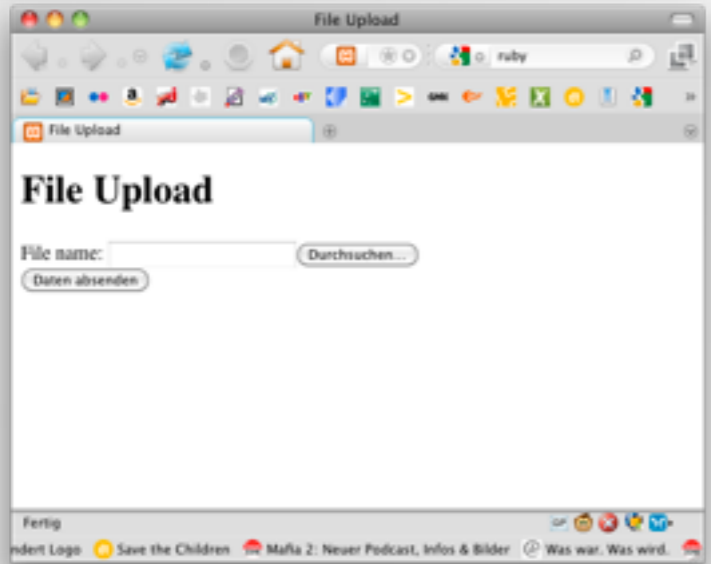 File Upload
ruby
File Upload
File Upload
File name: Durchsuchen...
Daten absenden
Fertig
ndert Logo Save the Children Mafia 2: Neuer Podcast, Infos & Bilder Was war. Was wird.